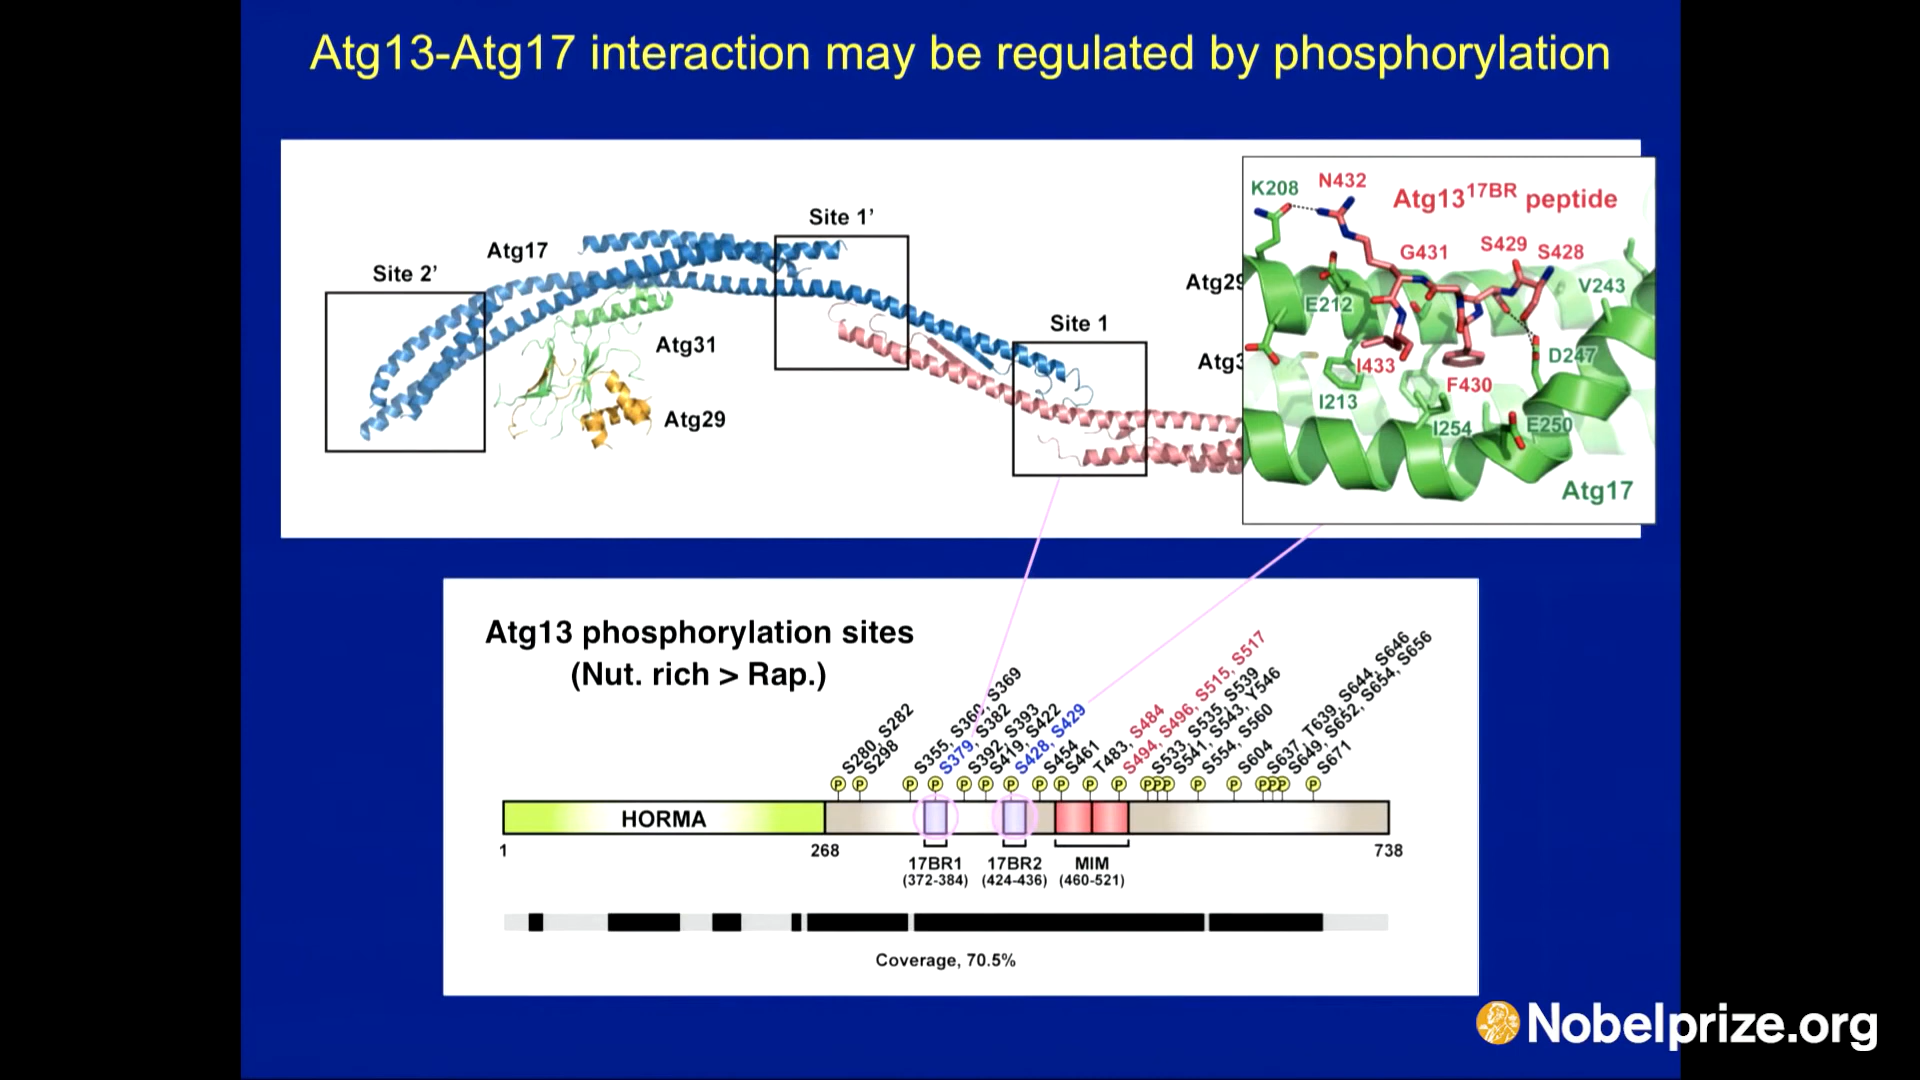 Atg13-Atg17 interaction may be regulated by phosphorylation
Site 2’
Atg17
Site 1’
Site 1
Atg31
Atg29
Atg29
Atg3
K208
N432
Atg13 17BR peptide
G431
S429
S428
V243
E212
D247
I433
F430
I213
I254
E250
Atg17
Atg13 phosphorylation sites
(Nut. rich > Rap.)
S280, S282
S298
S355, S360, S369
S379, S382
S392, S393
S419, S422
S428, S429
S454
S461
T483, S484
S494, S496, S515, S517
S533, S535, S539
S541, S543, Y546
S554, S560
S604
S637, T639, S644, S646
S649, S652, S654, S656
S671
P P P P P P P P P P P P P P P P P P P P
HORMA
1
268
738
17BR1
(372-384)
17BR2
(424-436)
MIM
(460-521)
Coverage, 70.5%
Nobelprize.org